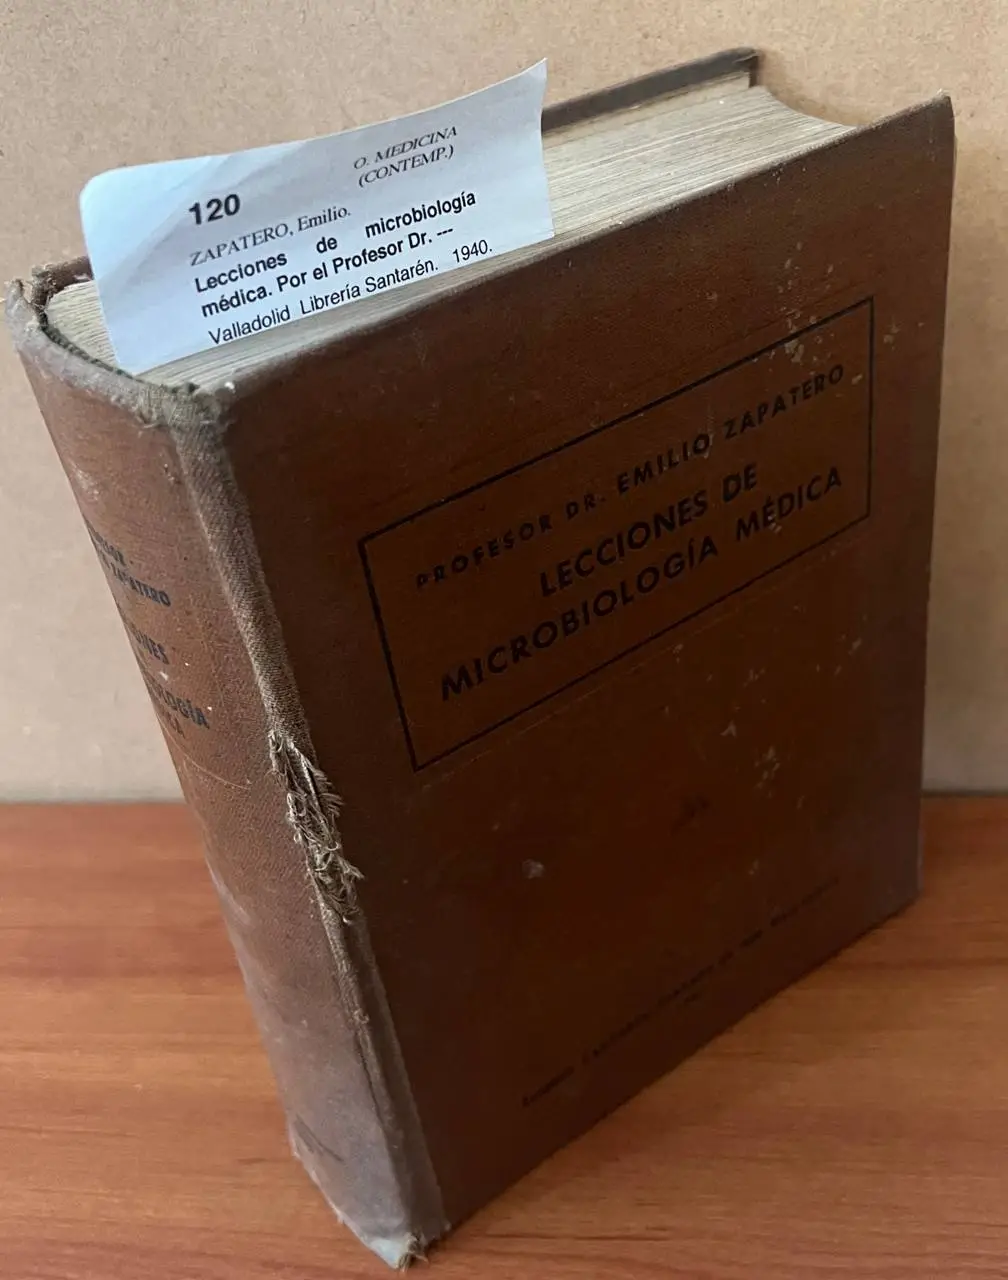 120
O. MEDICINA
(CONTEMP.)
ZAPATERO, Emilio.
Lecciones de microbiología
médica. Por el Profesor Dr. ---
Valladolid Librería Santarén. 1940.
PROFESOR DR. EMILIO ZAPATERO
LECCIONES DE
MICROBIOLOGÍA MÉDICA
ZAPATERO